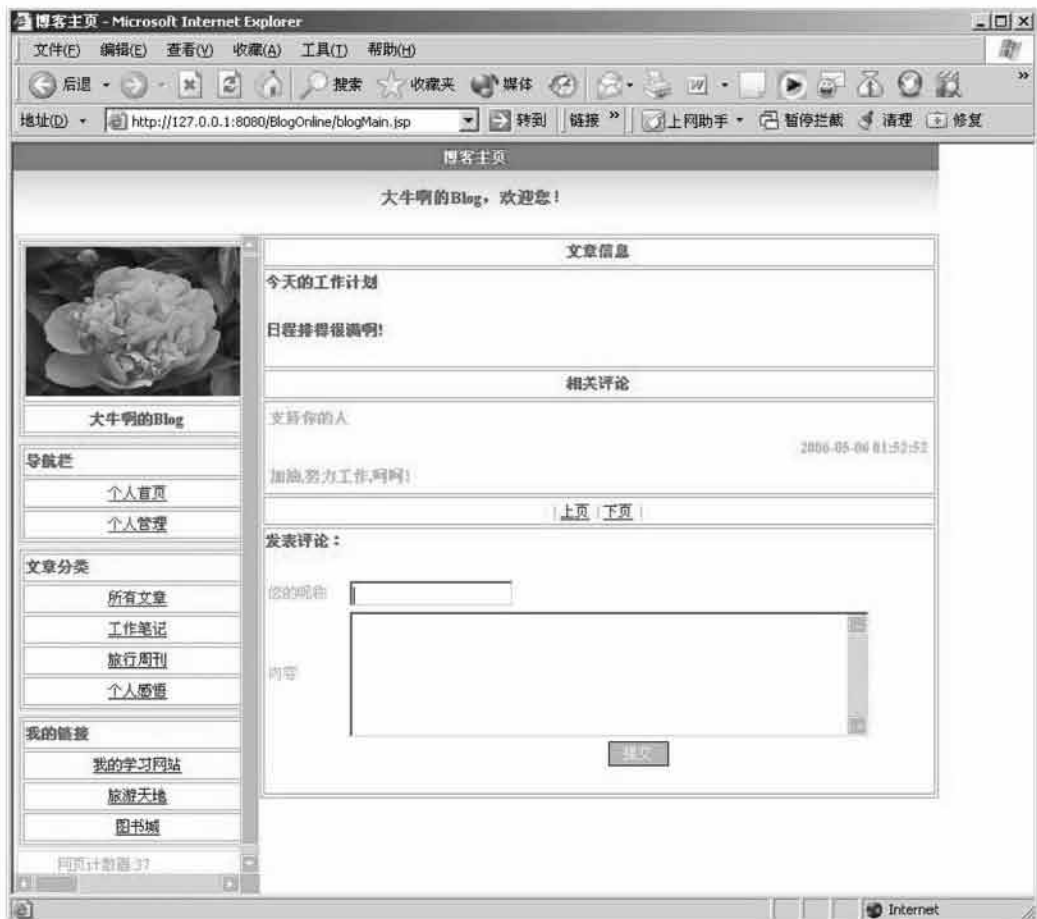 博客主页 - Microsoft Internet Explorer
文件(F) 编辑(E) 查看(V) 收藏(A) 工具(T) 帮助(H)
后退 搜索 收藏夹 媒体 »
地址(D) http://127.0.0.1:8080/BlogOnline/blogMain.jsp 转到 链接 » 上网助手 暂停拦截 清理 修复
博客主页
大牛啊的Blog，欢迎您！
大牛啊的Blog
导航栏
个人首页
个人管理
文章分类
所有文章
工作笔记
旅行周刊
个人感悟
我的链接
我的学习网站
旅游天地
图书城
网页计数器:37
文章信息
今天的工作计划
日程排得很满啊!
相关评论
支持你的人
2006-05-06 01:52:52
加油,努力工作,呵呵!
| 上页 | 下页 |
发表评论：
您的昵称
内容
提交
Internet